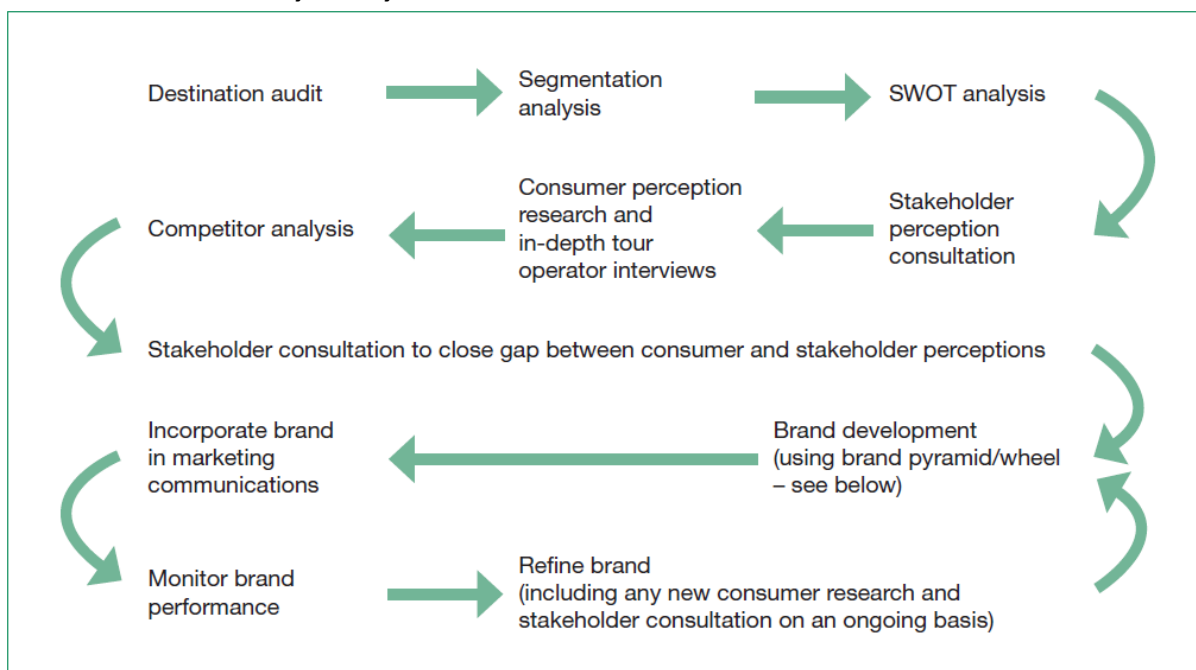 Destination audit
Segmentation
analysis
SWOT analysis
Consumer perception
research and
in-depth tour
operator interviews
Competitor analysis
Stakeholder
perception
consultation
Stakeholder consultation to close gap between consumer and stakeholder perceptions
Incorporate brand
in marketing
communications
Brand development
(using brand pyramid/wheel
– see below)
Monitor brand
performance
Refine brand
(including any new consumer research and
stakeholder consultation on an ongoing basis)